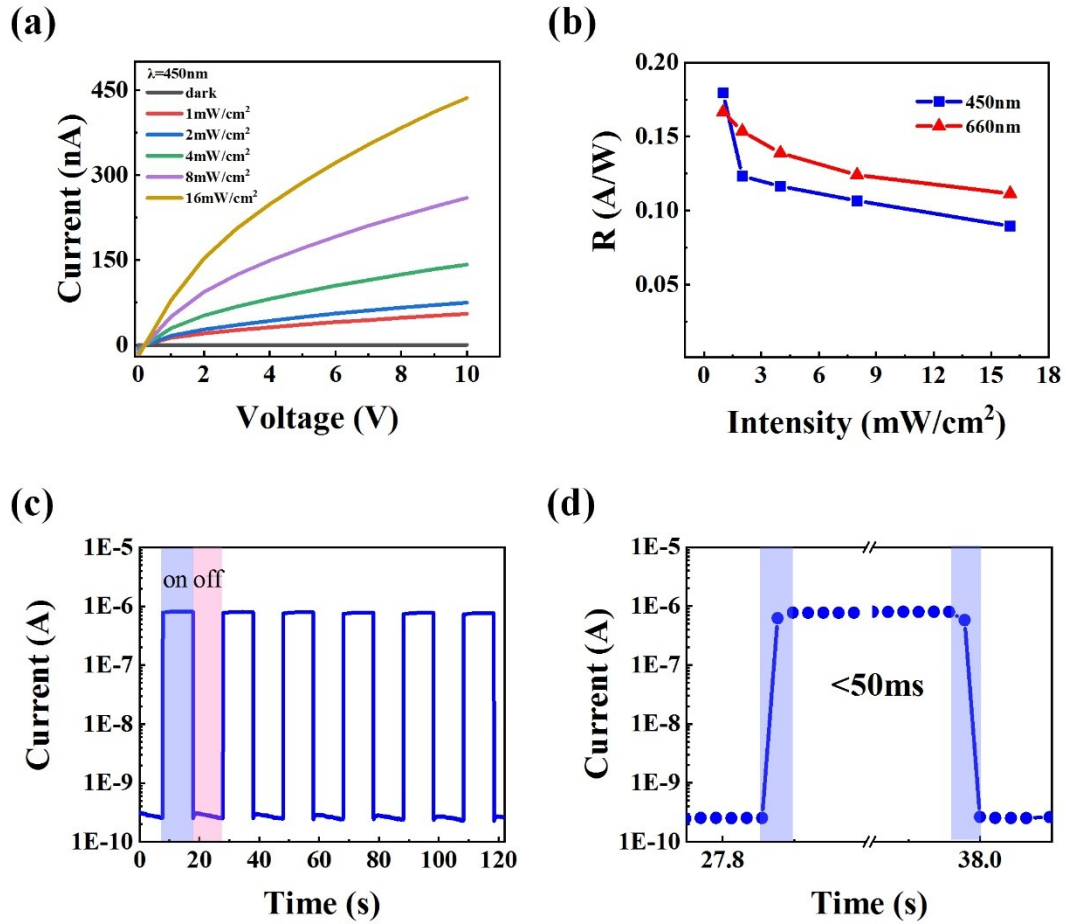 (a)
λ=450nm
dark
1mW/cm²
2mW/cm²
4mW/cm²
8mW/cm²
16mW/cm²
450
300
150
0
Current (nA)
0 2 4 6 8 10
Voltage (V)
(b)
450nm
660nm
0.20
0.15
0.10
0.05
R (A/W)
0 3 6 9 12 15 18
Intensity (mW/cm²)
(c)
on off
1E-5
1E-6
1E-7
1E-8
1E-9
1E-10
Current (A)
0 20 40 60 80 100 120
Time (s)
(d)
<50ms
1E-5
1E-6
1E-7
1E-8
1E-9
1E-10
Current (A)
27.8 38.0
Time (s)